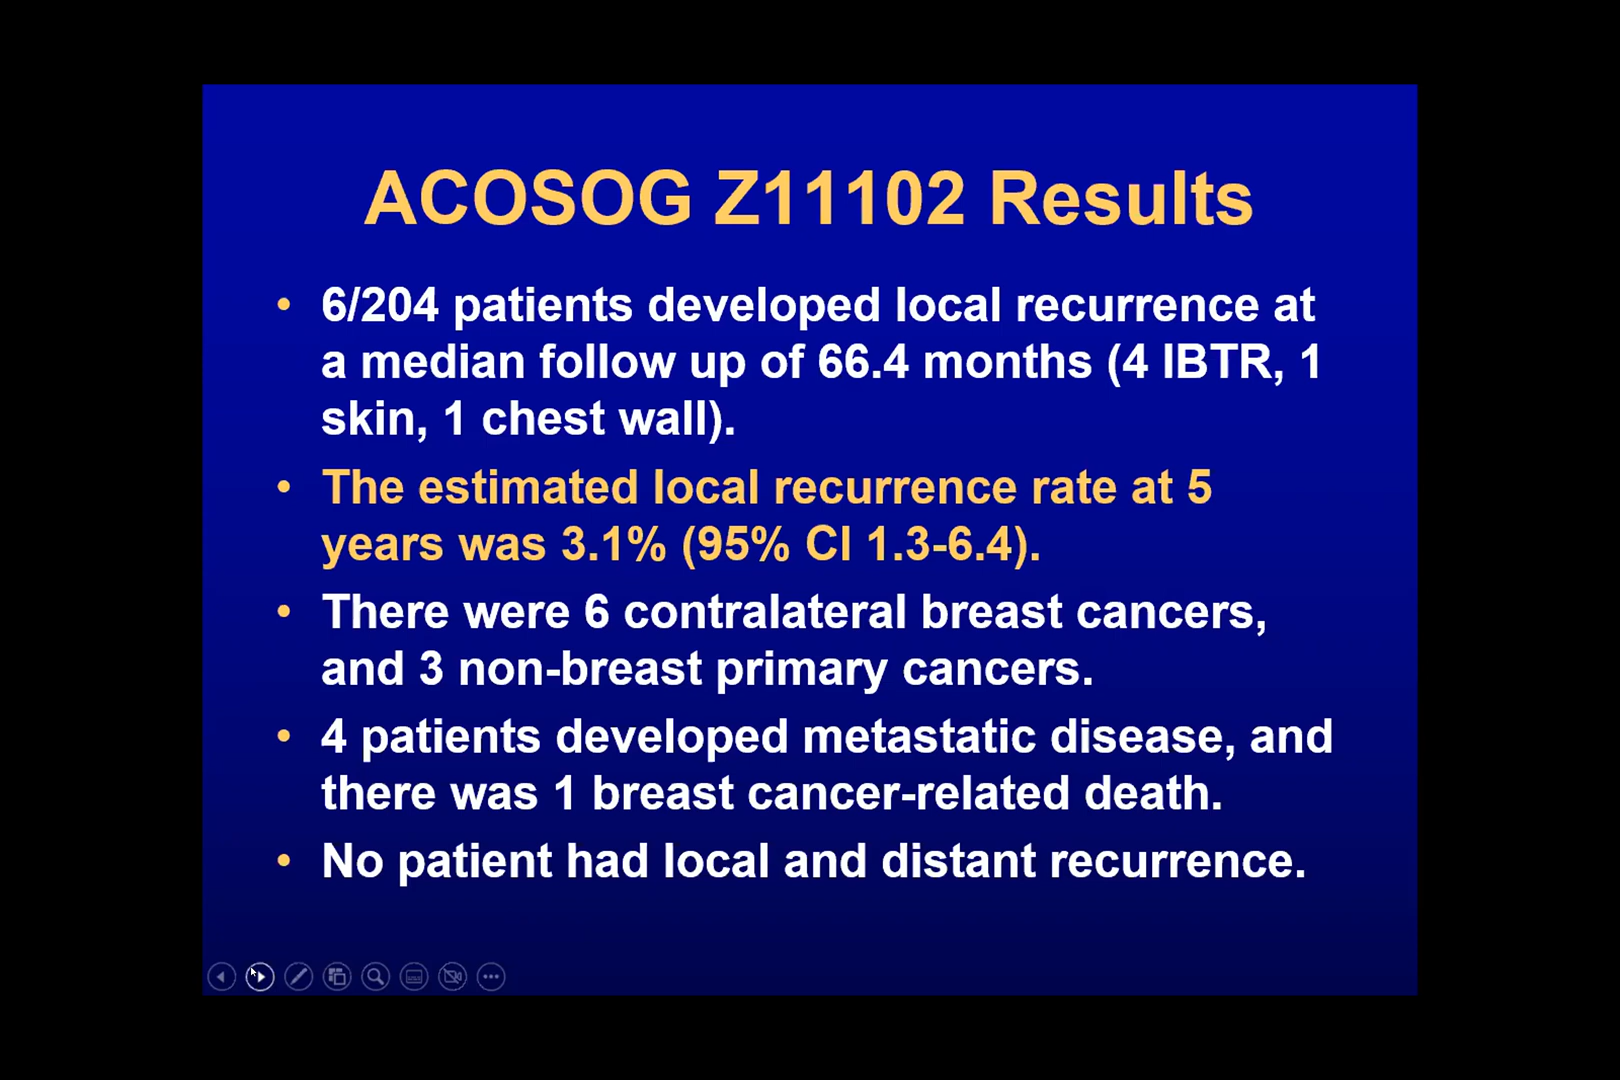 ACOSOG Z11102 Results
• 6/204 patients developed local recurrence at
a median follow up of 66.4 months (4 IBTR, 1
skin, 1 chest wall).
• The estimated local recurrence rate at 5
years was 3.1% (95% CI 1.3-6.4).
• There were 6 contralateral breast cancers,
and 3 non-breast primary cancers.
• 4 patients developed metastatic disease, and
there was 1 breast cancer-related death.
• No patient had local and distant recurrence.